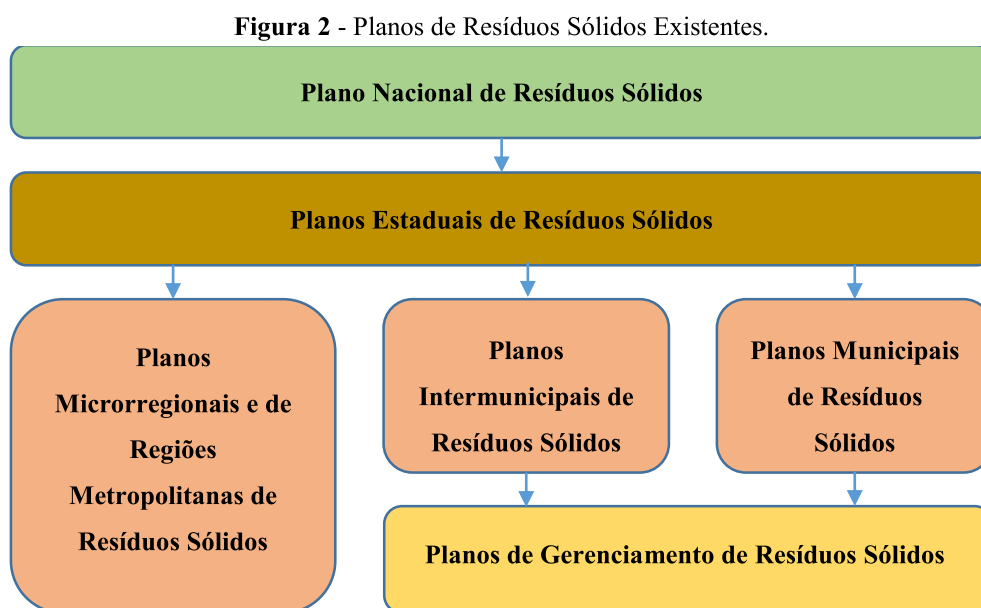 Figura 2 - Planos de Resíduos Sólidos Existentes.
Plano Nacional de Resíduos Sólidos
Planos Estaduais de Resíduos Sólidos
Planos
Microrregionais e de
Regiões
Metropolitanas de
Resíduos Sólidos
Planos
Intermunicipais de
Resíduos Sólidos
Planos Municipais
de Resíduos
Sólidos
Planos de Gerenciamento de Resíduos Sólidos